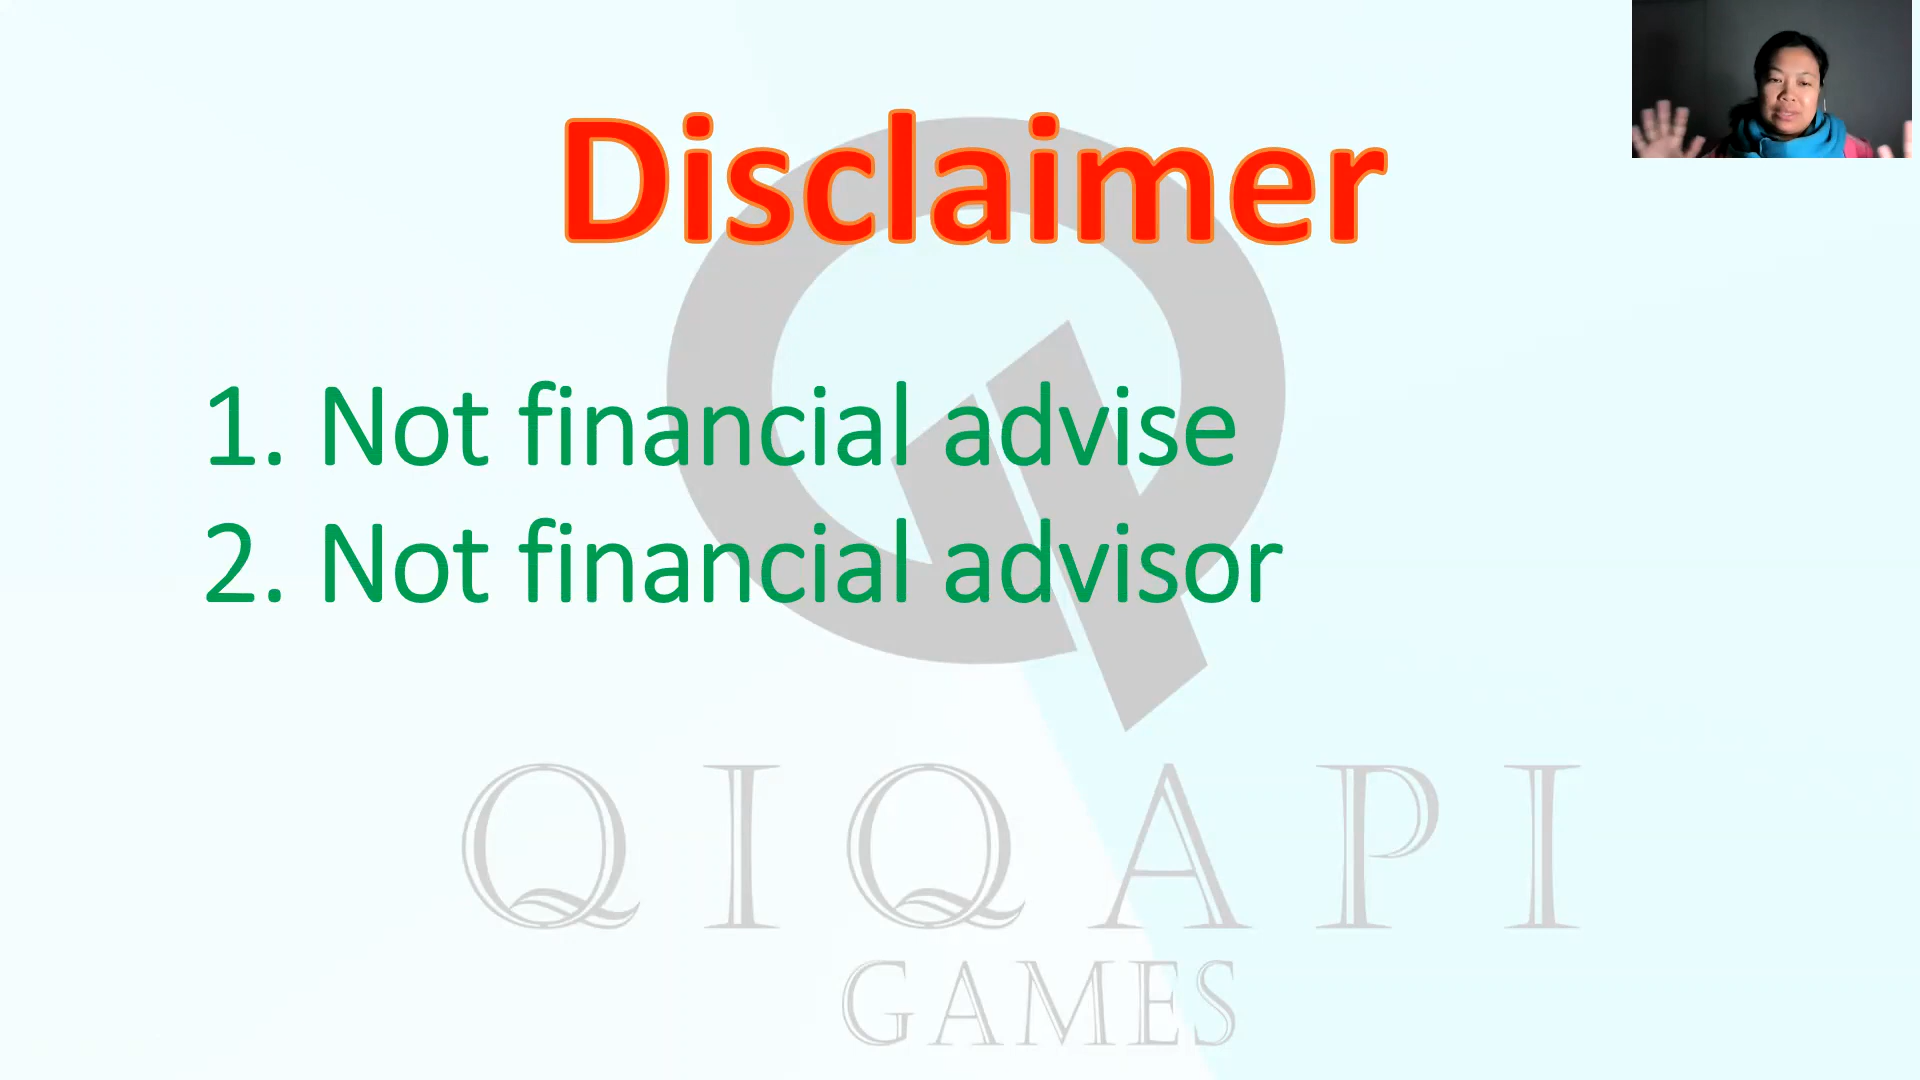 Disclaimer
1. Not financial advise
2. Not financial advisor
QIQAPI
GAMES